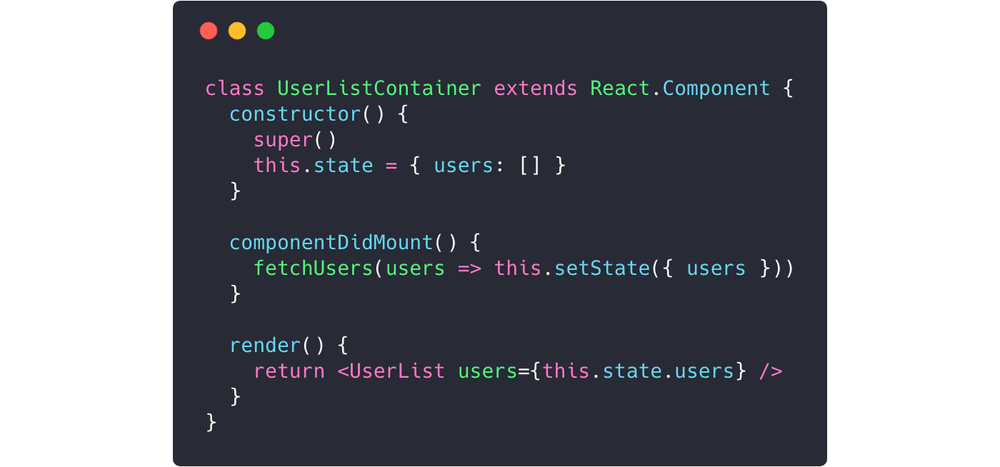 class UserListContainer extends React.Component {
  constructor() {
    super()
    this.state = { users: [] }
  }

  componentDidMount() {
    fetchUsers(users => this.setState({ users }))
  }

  render() {
    return <UserList users={this.state.users} />
  }
}